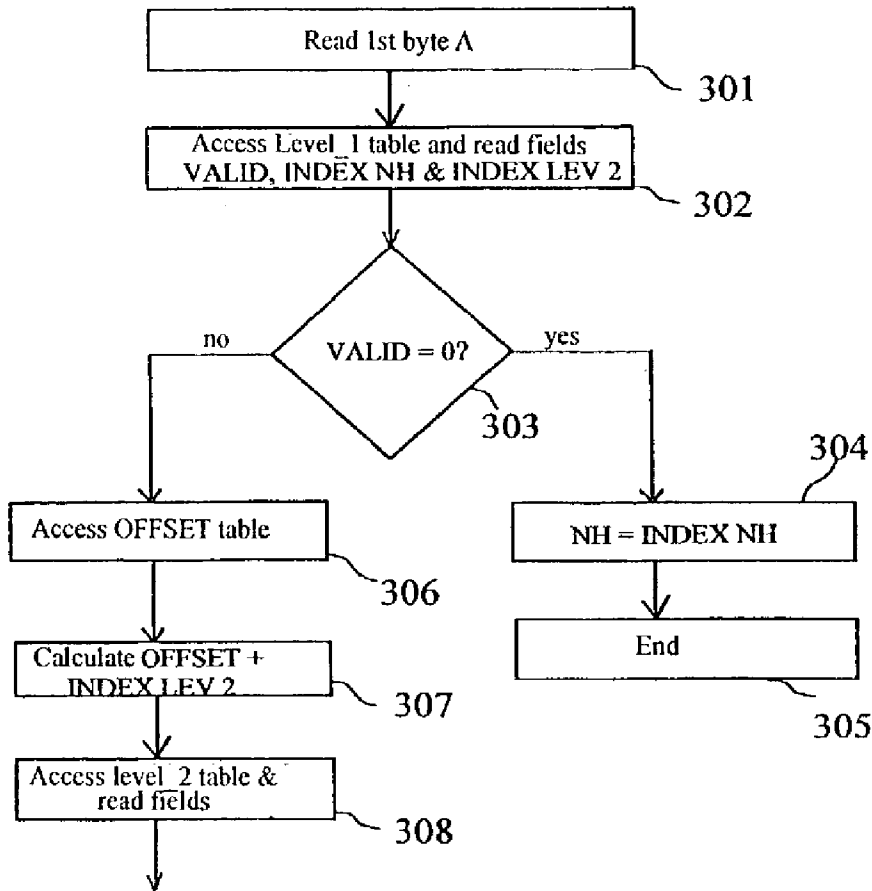 Read 1st byte A
301
Access Level_1 table and read fields
VALID, INDEX NH & INDEX LEV 2
302
VALID = 0?
no
yes
303
304
Access OFFSET table
NH = INDEX NH
306
End
Calculate OFFSET +
INDEX LEV 2
307
305
Access level_2 table &
read fields
308